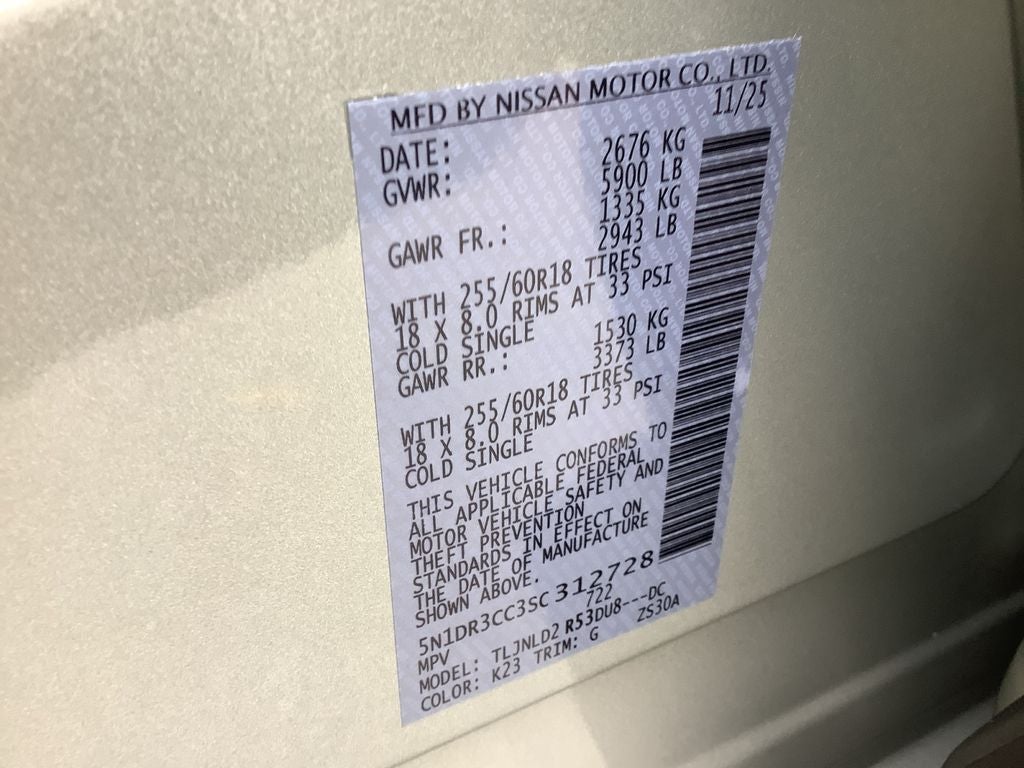 MFD BY NISSAN MOTOR CO., LTD.
DATE: 11/25
GVWR: 2676 KG
5900 LB
GAWR FR.: 1335 KG
2943 LB
WITH 255/60R18 TIRES
18 X 8.0 RIMS AT 33 PSI
COLD SINGLE
GAWR RR.: 1530 KG
3373 LB
WITH 255/60R18 TIRES
18 X 8.0 RIMS AT 33 PSI
COLD SINGLE
THIS VEHICLE CONFORMS TO
ALL APPLICABLE FEDERAL
MOTOR VEHICLE SAFETY AND
THEFT PREVENTION
STANDARDS IN EFFECT ON
THE DATE OF MANUFACTURE
SHOWN ABOVE.
5N1DR3CC3SC312728
MPV 722
MODEL: TLJNLD2 R53DU8---DC
COLOR: K23 TRIM: G ZS30A